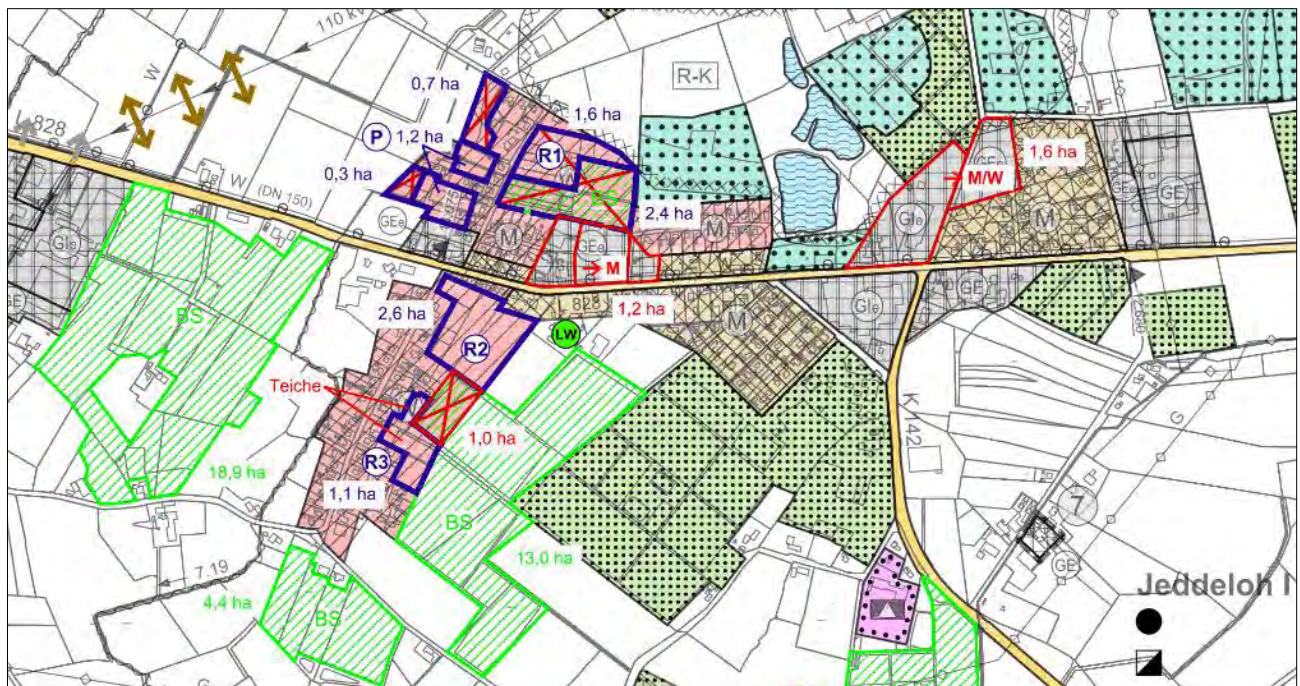 110 kV
W
L 828
0,7 ha
P
1,2 ha
0,3 ha
1,6 ha
R1
R-K
BS
2,4 ha
W (DN 150)
GEe
GIe
GE
M
GEe
→ M
828
1,2 ha
M
M
GEe
→ M/W
1,6 ha
M
GIe
GE
GIe
GE
BS
2,6 ha
R2
LW
Teiche
1,0 ha
R3
1,1 ha
18,9 ha
BS
13,0 ha
7.19
4,4 ha
BS
K 142
G
7
GE
Jeddeloh I